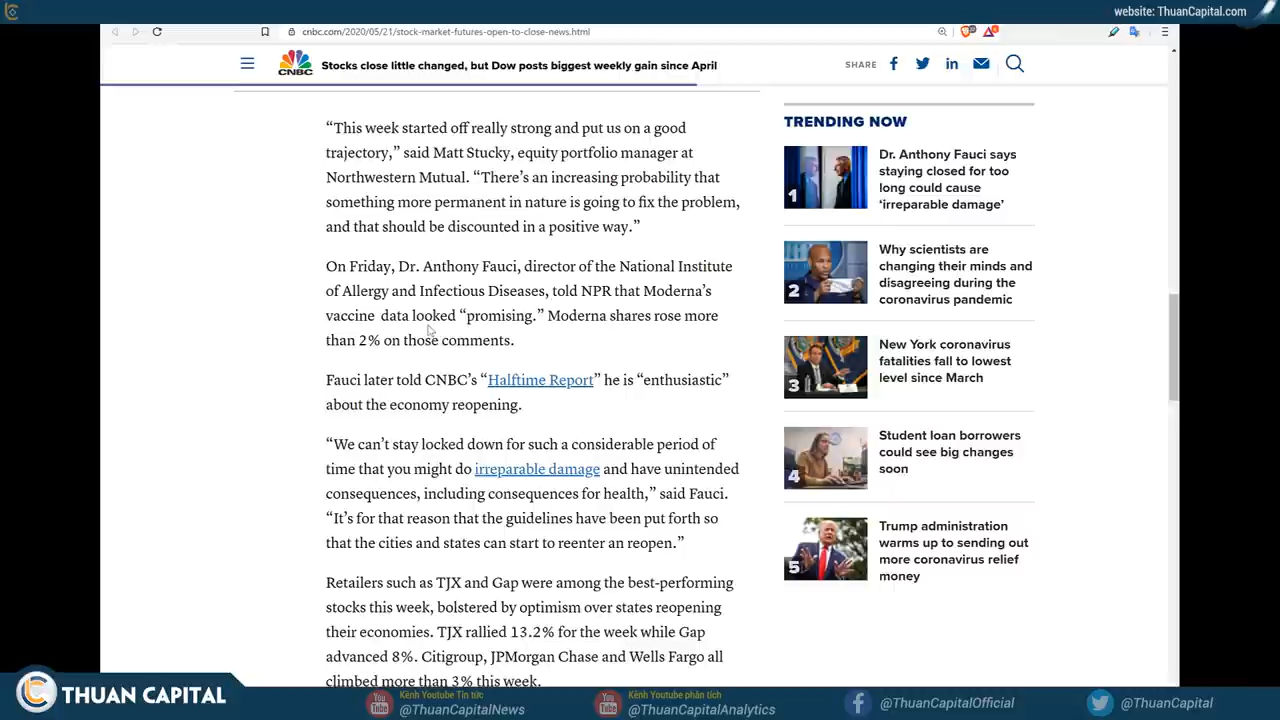 website: ThuanCapital.com
cnbc.com/2020/05/21/stock-market-futures-open-to-close-news.html
CNBC
Stocks close little changed, but Dow posts biggest weekly gain since April
SHARE
“This week started off really strong and put us on a good
trajectory,” said Matt Stucky, equity portfolio manager at
Northwestern Mutual. “There’s an increasing probability that
something more permanent in nature is going to fix the problem,
and that should be discounted in a positive way.”
On Friday, Dr. Anthony Fauci, director of the National Institute
of Allergy and Infectious Diseases, told NPR that Moderna’s
vaccine data looked “promising.” Moderna shares rose more
than 2% on those comments.
Fauci later told CNBC’s “Halftime Report” he is “enthusiastic”
about the economy reopening.
“We can’t stay locked down for such a considerable period of
time that you might do irreparable damage and have unintended
consequences, including consequences for health,” said Fauci.
“It’s for that reason that the guidelines have been put forth so
that the cities and states can start to reenter an reopen.”
Retailers such as TJX and Gap were among the best-performing
stocks this week, bolstered by optimism over states reopening
their economies. TJX rallied 13.2% for the week while Gap
advanced 8%. Citigroup, JPMorgan Chase and Wells Fargo all
climbed more than 3% this week.
TRENDING NOW
1
Dr. Anthony Fauci says
staying closed for too
long could cause
‘irreparable damage’
2
Why scientists are
changing their minds and
disagreeing during the
coronavirus pandemic
3
New York coronavirus
fatalities fall to lowest
level since March
4
Student loan borrowers
could see big changes
soon
5
Trump administration
warms up to sending out
more coronavirus relief
money
THUAN CAPITAL
Kênh Youtube Tin tức:
@ThuanCapitalNews
Kênh Youtube phân tích
@ThuanCapitalAnalytics
@ThuanCapitalOfficial
@ThuanCapital